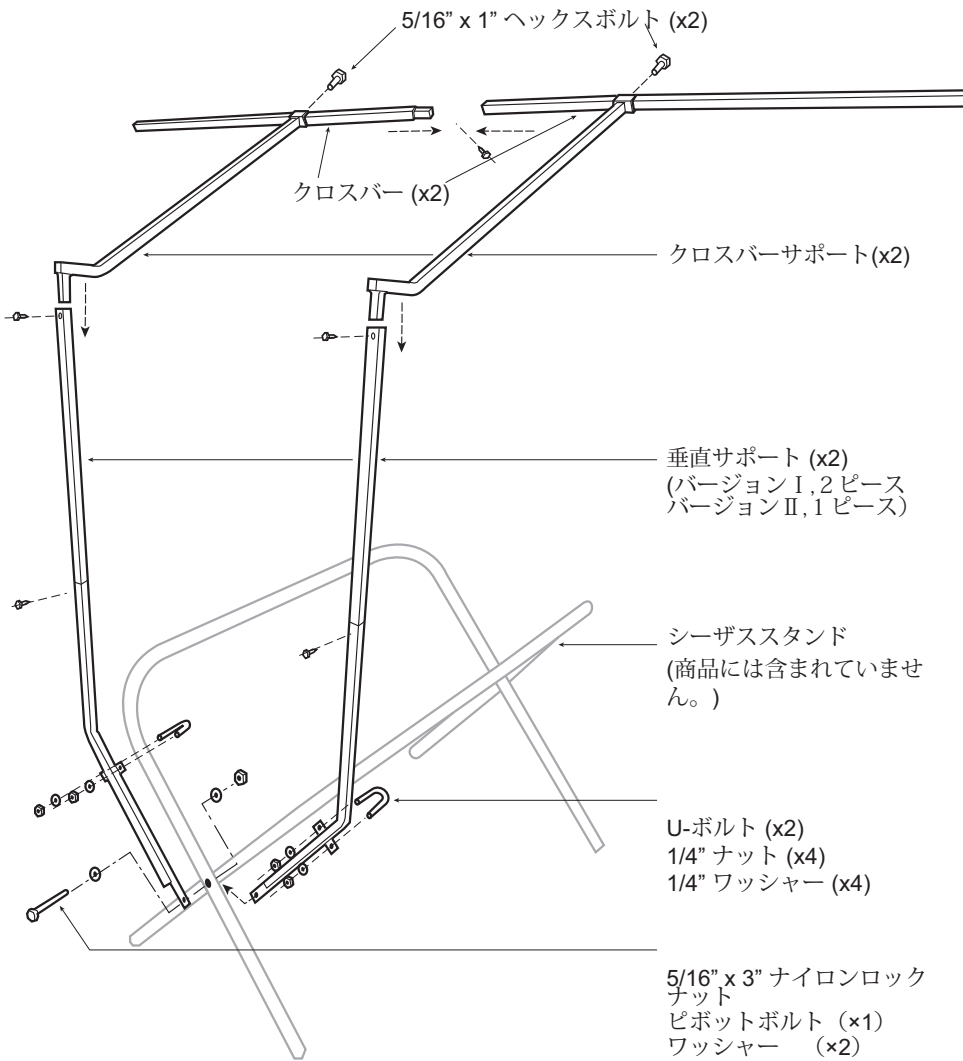 5/16” x 1” ヘックスボルト (x2)
クロスバー (x2)
クロスバーサポート(x2)
垂直サポート (x2)
(バージョンⅠ,２ピース
バージョンⅡ,１ピース）
シーザススタンド
(商品には含まれていませ
ん。)
U-ボルト (x2)
1/4” ナット (x4)
1/4” ワッシャー (x4)
5/16” x 3” ナイロンロック
ナット
ピボットボルト（×1）
ワッシャー　（×2）